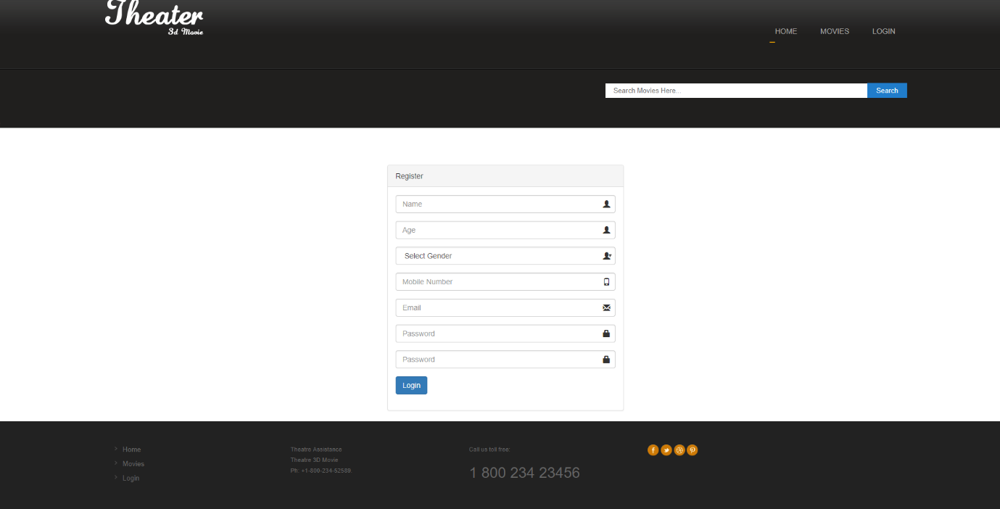 Theater
3d Movie
HOME MOVIES LOGIN
Search Movies Here... Search
Register
Name
Age
Select Gender
Mobile Number
Email
Password
Password
Login
Home
Movies
Login
Theatre Assistance
Theatre 3D Movie
Ph: +1-800-234-52589.
Call us toll free:
1 800 234 23456